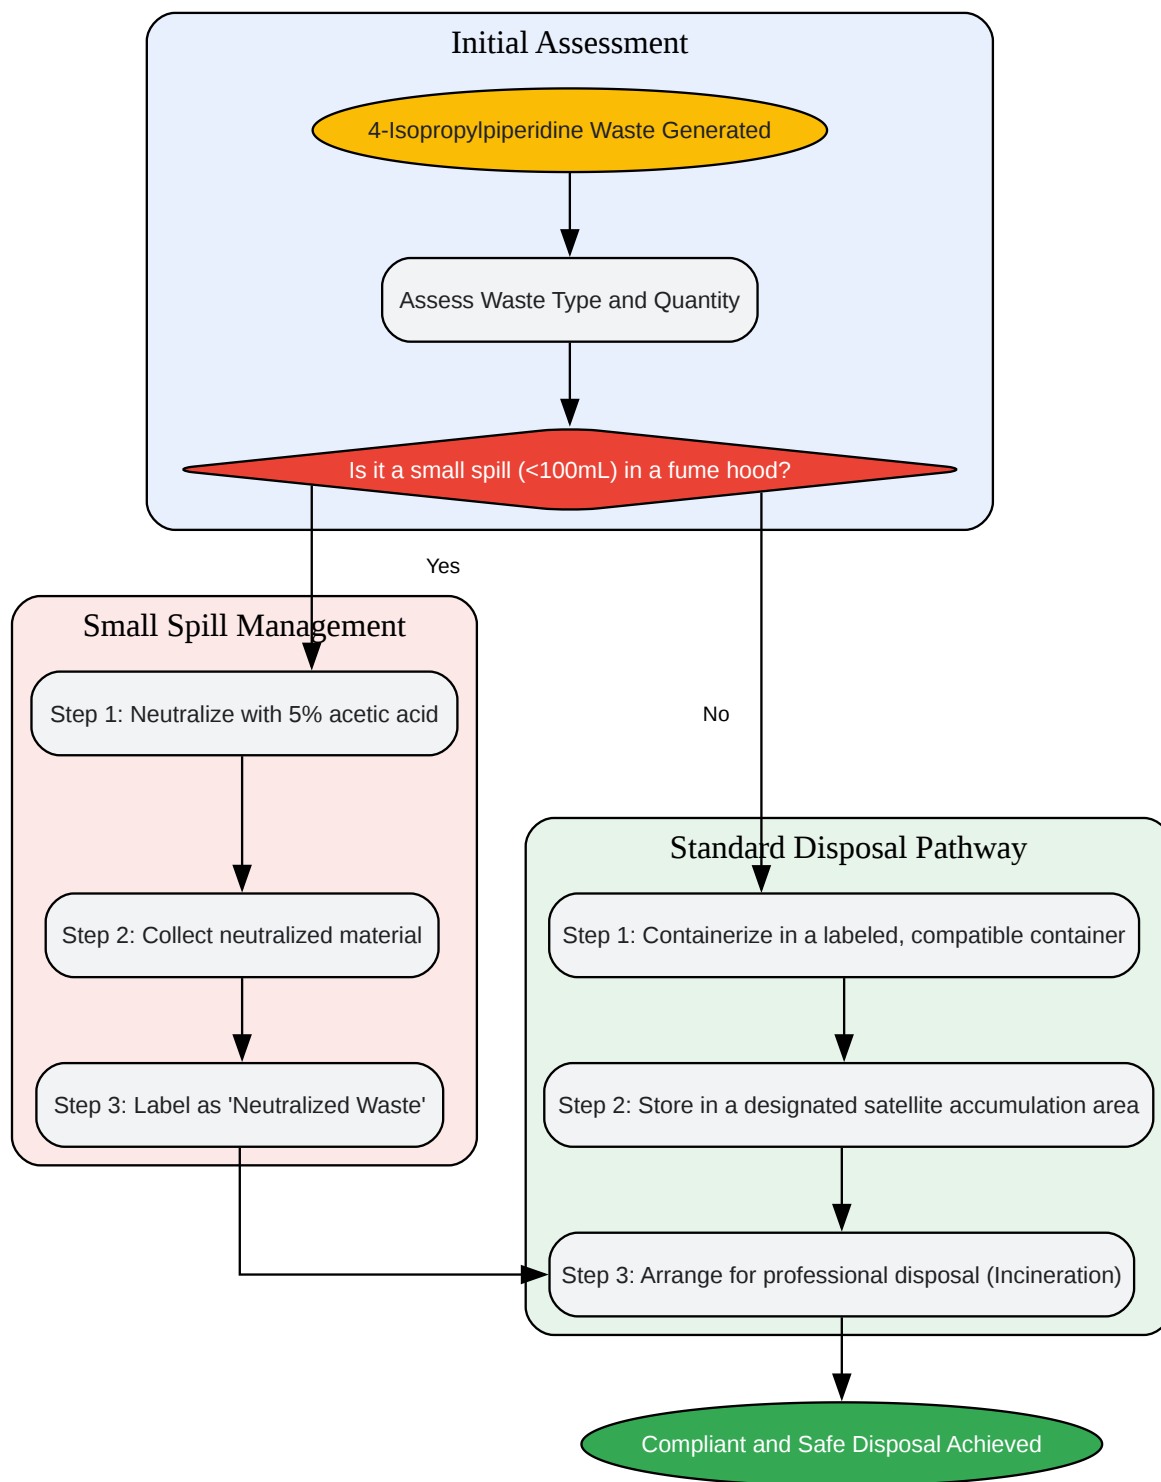 Initial Assessment
4-Isopropylpiperidine Waste Generated
Assess Waste Type and Quantity
Is it a small spill (<100mL) in a fume hood?
Yes
Small Spill Management
Step 1: Neutralize with 5% acetic acid
Step 2: Collect neutralized material
Step 3: Label as 'Neutralized Waste'
No
Standard Disposal Pathway
Step 1: Containerize in a labeled, compatible container
Step 2: Store in a designated satellite accumulation area
Step 3: Arrange for professional disposal (Incineration)
Compliant and Safe Disposal Achieved